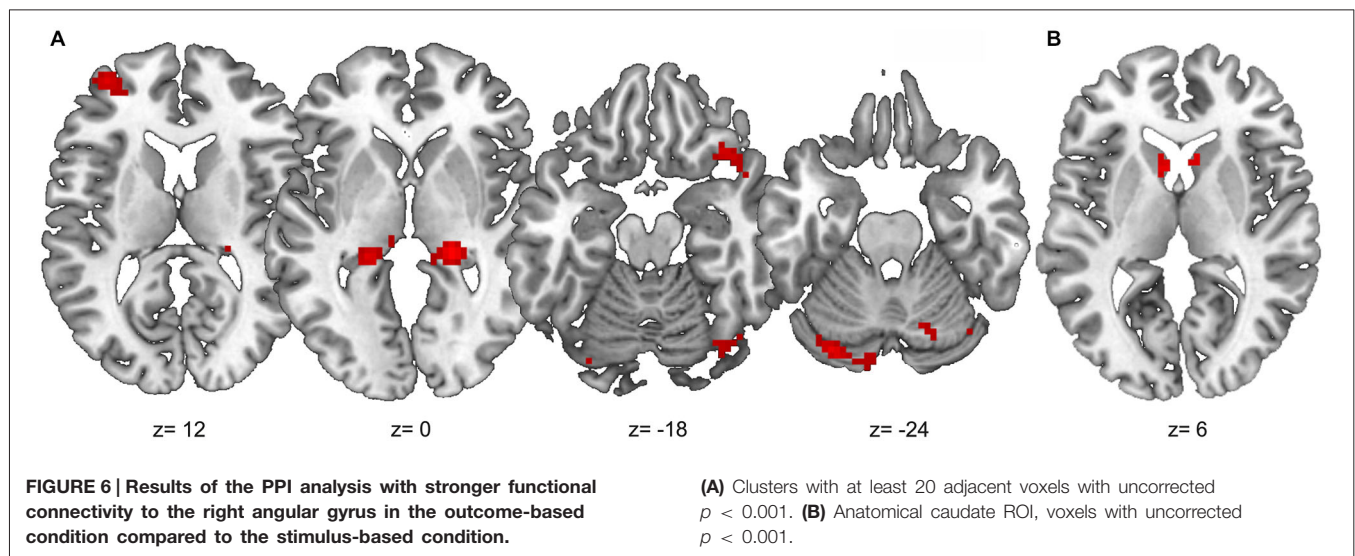 A
B
z= 12
z= 0
z= -18
z= -24
z= 6
FIGURE 6 | Results of the PPI analysis with stronger functional
connectivity to the right angular gyrus in the outcome-based
condition compared to the stimulus-based condition.
(A) Clusters with at least 20 adjacent voxels with uncorrected
p < 0.001. (B) Anatomical caudate ROI, voxels with uncorrected
p < 0.001.